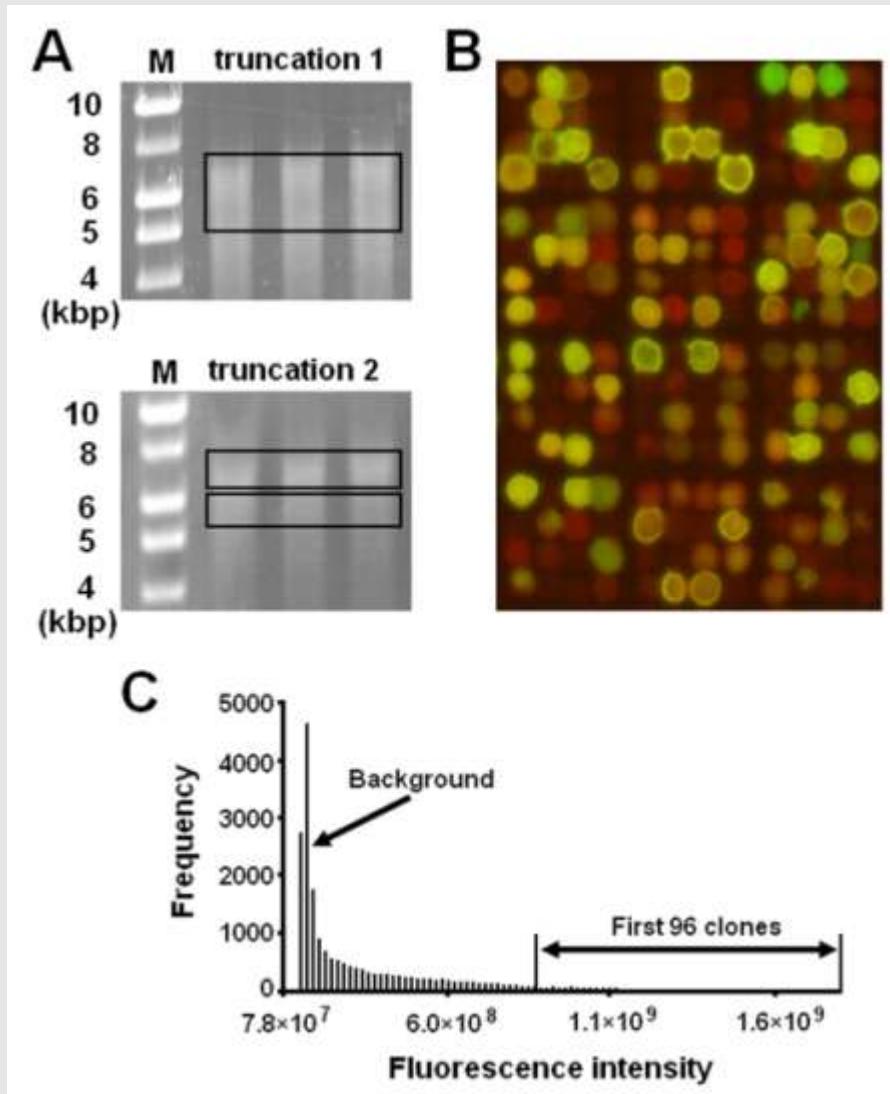 A
M truncation 1
10
8
6
5
4
(kbp)
M truncation 2
10
8
6
5
4
(kbp)
B
C
5000
4000
3000
2000
1000
0
Frequency
Background
First 96 clones
7.8×10⁷ 6.0×10⁸ 1.1×10⁹ 1.6×10⁹
Fluorescence intensity